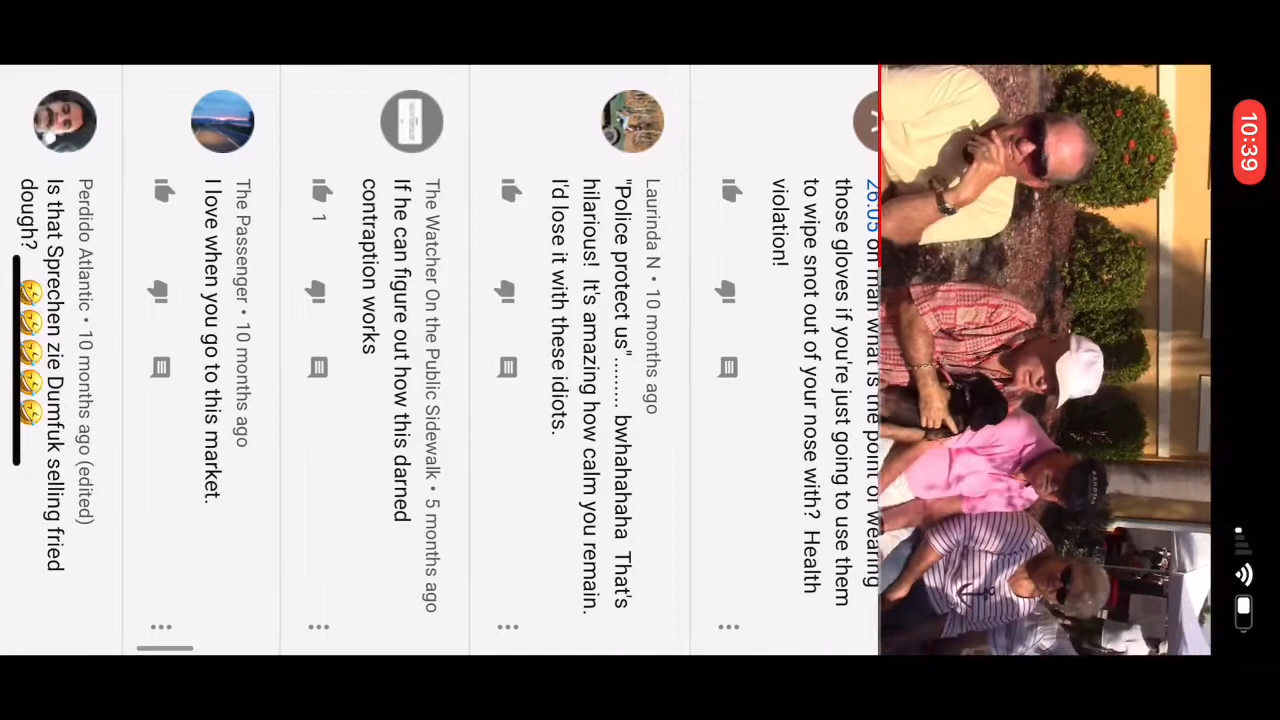 10:39
26:05 oh man what is the point of wearing
those gloves if you're just going to use them
to wipe snot out of your nose with? Health
violation!
Laurinda N • 10 months ago
"Police protect us"......... bwhahahaha That's
hilarious! It's amazing how calm you remain.
I'd lose it with these idiots.
The Watcher On the Public Sidewalk • 5 months ago
If he can figure out how this darned
contraption works
1
The Passenger • 10 months ago
I love when you go to this market.
Perdido Atlantic • 10 months ago (edited)
Is that Sprechen zie Dumfuk selling fried
dough? 🤣🤣🤣🤣🤣